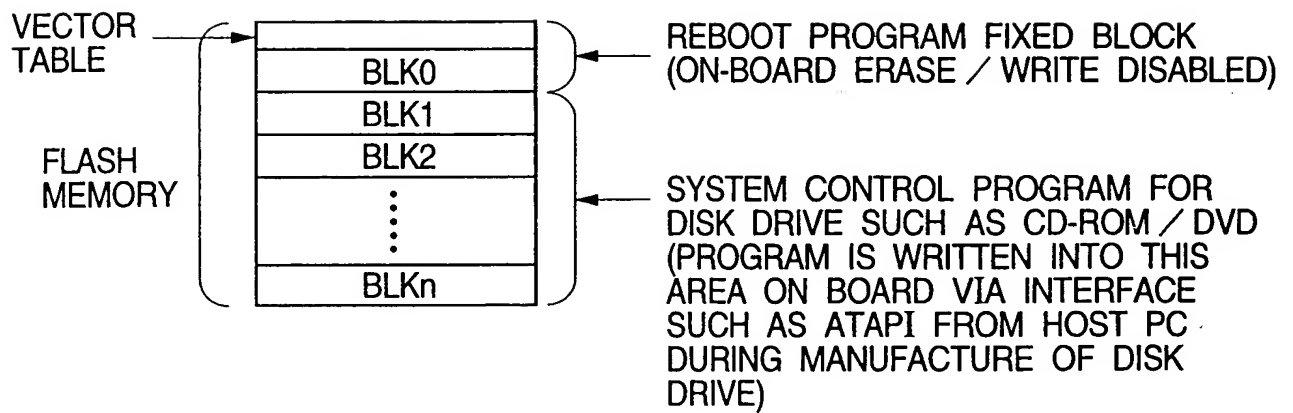 VECTOR
TABLE
REBOOT PROGRAM FIXED BLOCK
(ON-BOARD ERASE / WRITE DISABLED)
BLK0
BLK1
BLK2
FLASH
MEMORY
BLKn
SYSTEM CONTROL PROGRAM FOR
DISK DRIVE SUCH AS CD-ROM / DVD
(PROGRAM IS WRITTEN INTO THIS
AREA ON BOARD VIA INTERFACE
SUCH AS ATAPI FROM HOST PC
DURING MANUFACTURE OF DISK
DRIVE)